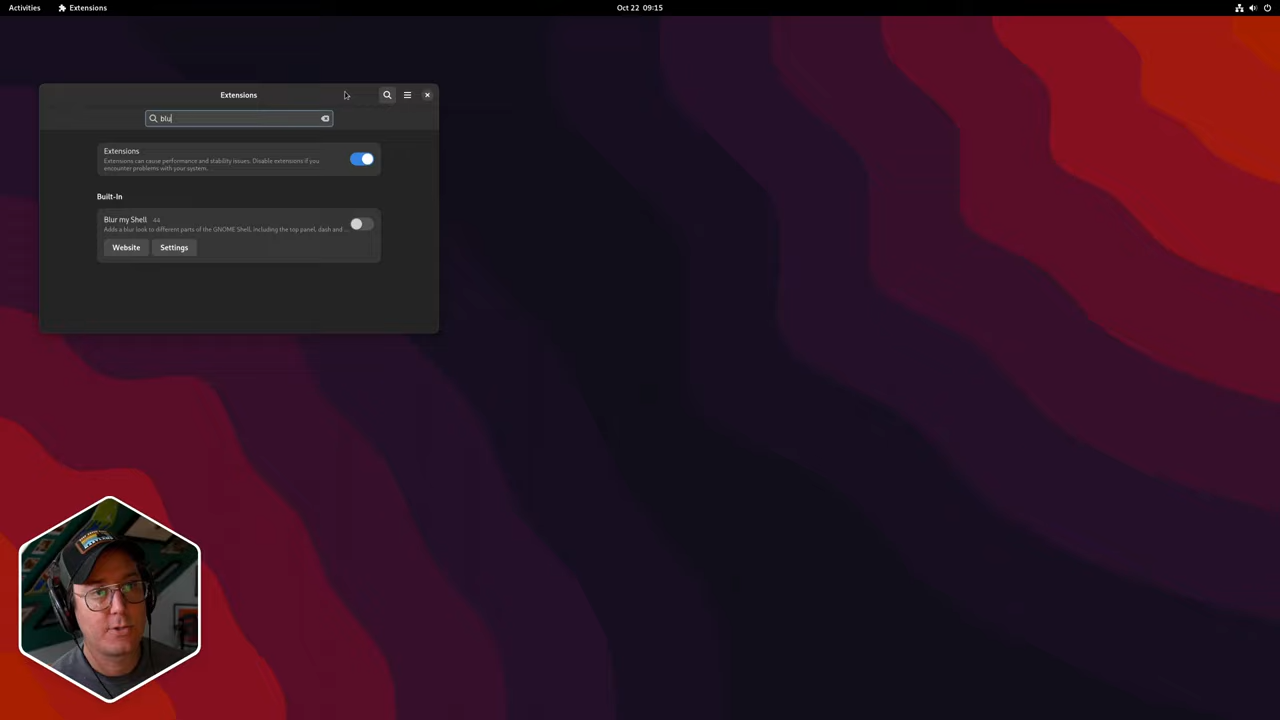 Activities
Extensions
Oct 22 09:15
Extensions
blu
Extensions
Extensions can cause performance and stability issues. Disable extensions if you
encounter problems with your system.
Built-In
Blur my Shell 44
Adds a blur look to different parts of the GNOME Shell, including the top panel, dash and ...
Website
Settings